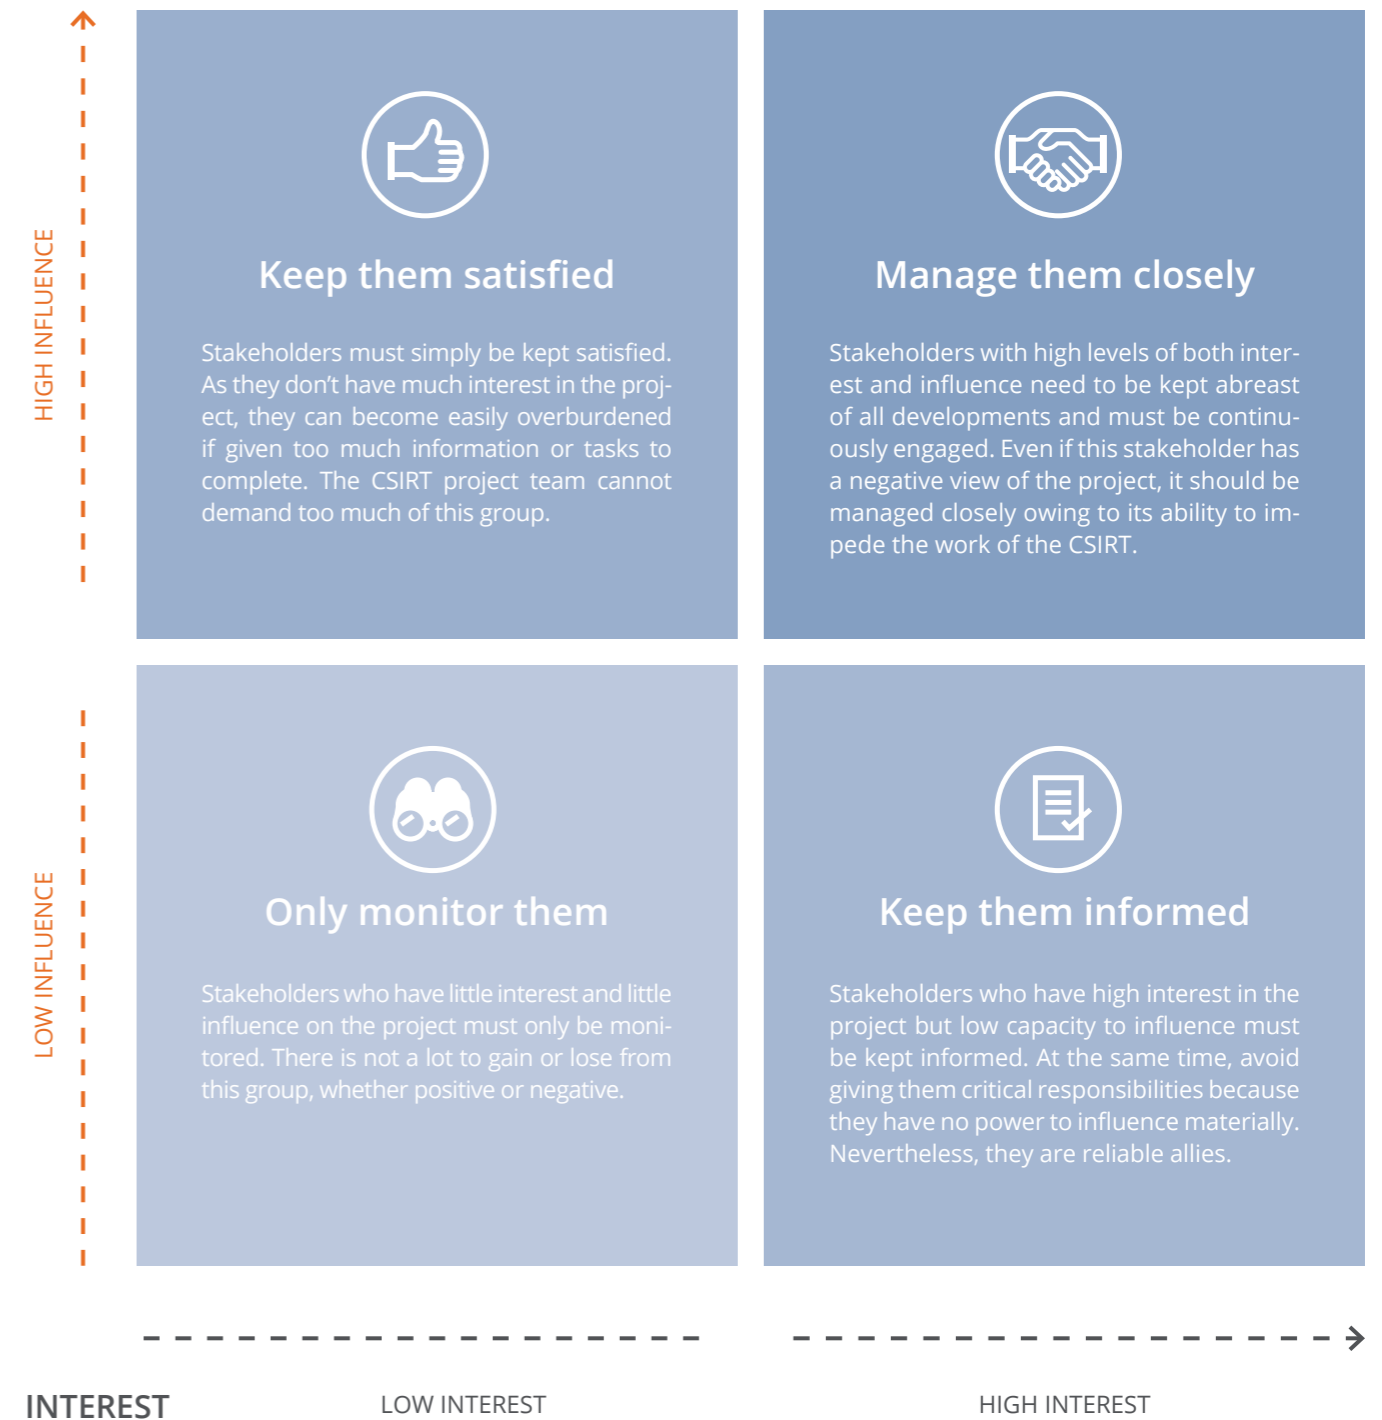 HIGH INFLUENCE
Keep them satisfied
Stakeholders must simply be kept satisfied.
As they don’t have much interest in the proj-
ect, they can become easily overburdened
if given too much information or tasks to
complete. The CSIRT project team cannot
demand too much of this group.
Manage them closely
Stakeholders with high levels of both inter-
est and influence need to be kept abreast
of all developments and must be continu-
ously engaged. Even if this stakeholder has
a negative view of the project, it should be
managed closely owing to its ability to im-
pede the work of the CSIRT.
LOW INFLUENCE
Only monitor them
Stakeholders who have little interest and little
influence on the project must only be moni-
tored. There is not a lot to gain or lose from
this group, whether positive or negative.
Keep them informed
Stakeholders who have high interest in the
project but low capacity to influence must
be kept informed. At the same time, avoid
giving them critical responsibilities because
they have no power to influence materially.
Nevertheless, they are reliable allies.
INTEREST
LOW INTEREST
HIGH INTEREST